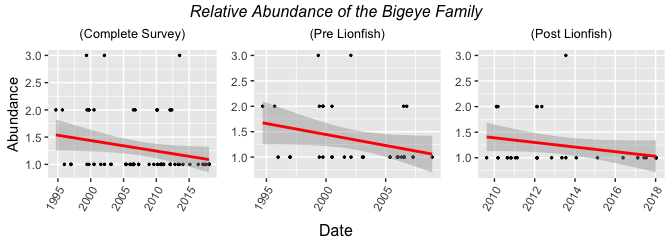 Relative Abundance of the Bigeye Family
(Complete Survey) (Pre Lionfish) (Post Lionfish)
Abundance
3.0 3.0 3.0
2.5 2.5 2.5
2.0 2.0 2.0
1.5 1.5 1.5
1.0 1.0 1.0
1995 2000 2005 2010 2015 1995 2000 2005 2010 2012 2014 2016 2018
Date